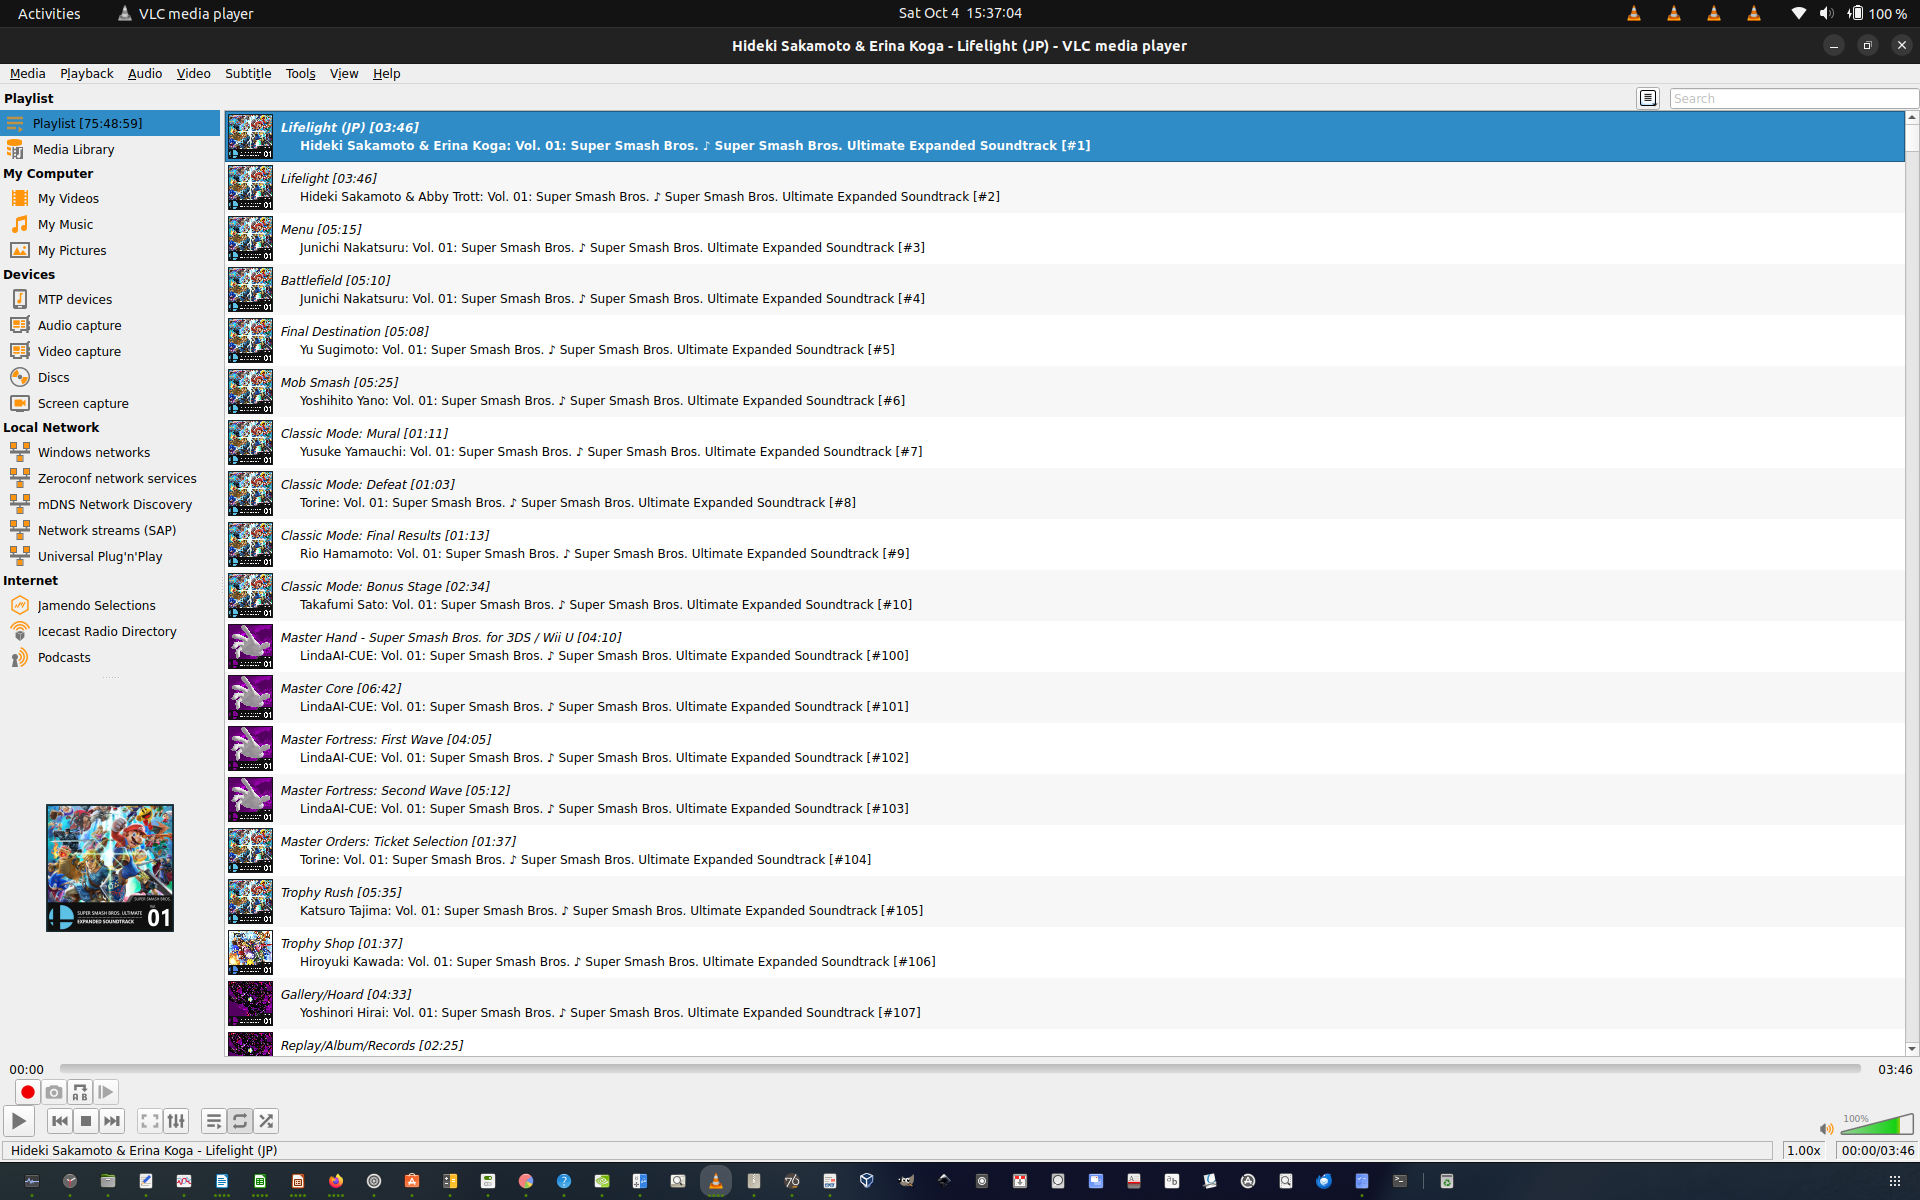 Activities
VLC media player
Sat Oct 4  15:37:04
100 %
Hideki Sakamoto & Erina Koga - Lifelight (JP) - VLC media player
Media Playback Audio Video Subtitle Tools View Help
Playlist
Search
Playlist [75:48:59]
Media Library
My Computer
My Videos
My Music
My Pictures
Devices
MTP devices
Audio capture
Video capture
Discs
Screen capture
Local Network
Windows networks
Zeroconf network services
mDNS Network Discovery
Network streams (SAP)
Universal Plug'n'Play
Internet
Jamendo Selections
Icecast Radio Directory
Podcasts
SUPER SMASH BROS. ULTIMATE
EXPANDED SOUNDTRACK
01
Lifelight (JP) [03:46]
Hideki Sakamoto & Erina Koga: Vol. 01: Super Smash Bros. ♪ Super Smash Bros. Ultimate Expanded Soundtrack [#1]
Lifelight [03:46]
Hideki Sakamoto & Abby Trott: Vol. 01: Super Smash Bros. ♪ Super Smash Bros. Ultimate Expanded Soundtrack [#2]
Menu [05:15]
Junichi Nakatsuru: Vol. 01: Super Smash Bros. ♪ Super Smash Bros. Ultimate Expanded Soundtrack [#3]
Battlefield [05:10]
Junichi Nakatsuru: Vol. 01: Super Smash Bros. ♪ Super Smash Bros. Ultimate Expanded Soundtrack [#4]
Final Destination [05:08]
Yu Sugimoto: Vol. 01: Super Smash Bros. ♪ Super Smash Bros. Ultimate Expanded Soundtrack [#5]
Mob Smash [05:25]
Yoshihito Yano: Vol. 01: Super Smash Bros. ♪ Super Smash Bros. Ultimate Expanded Soundtrack [#6]
Classic Mode: Mural [01:11]
Yusuke Yamauchi: Vol. 01: Super Smash Bros. ♪ Super Smash Bros. Ultimate Expanded Soundtrack [#7]
Classic Mode: Defeat [01:03]
Torine: Vol. 01: Super Smash Bros. ♪ Super Smash Bros. Ultimate Expanded Soundtrack [#8]
Classic Mode: Final Results [01:13]
Rio Hamamoto: Vol. 01: Super Smash Bros. ♪ Super Smash Bros. Ultimate Expanded Soundtrack [#9]
Classic Mode: Bonus Stage [02:34]
Takafumi Sato: Vol. 01: Super Smash Bros. ♪ Super Smash Bros. Ultimate Expanded Soundtrack [#10]
Master Hand - Super Smash Bros. for 3DS / Wii U [04:10]
LindaAI-CUE: Vol. 01: Super Smash Bros. ♪ Super Smash Bros. Ultimate Expanded Soundtrack [#100]
Master Core [06:42]
LindaAI-CUE: Vol. 01: Super Smash Bros. ♪ Super Smash Bros. Ultimate Expanded Soundtrack [#101]
Master Fortress: First Wave [04:05]
LindaAI-CUE: Vol. 01: Super Smash Bros. ♪ Super Smash Bros. Ultimate Expanded Soundtrack [#102]
Master Fortress: Second Wave [05:12]
LindaAI-CUE: Vol. 01: Super Smash Bros. ♪ Super Smash Bros. Ultimate Expanded Soundtrack [#103]
Master Orders: Ticket Selection [01:37]
Torine: Vol. 01: Super Smash Bros. ♪ Super Smash Bros. Ultimate Expanded Soundtrack [#104]
Trophy Rush [05:35]
Katsuro Tajima: Vol. 01: Super Smash Bros. ♪ Super Smash Bros. Ultimate Expanded Soundtrack [#105]
Trophy Shop [01:37]
Hiroyuki Kawada: Vol. 01: Super Smash Bros. ♪ Super Smash Bros. Ultimate Expanded Soundtrack [#106]
Gallery/Hoard [04:33]
Yoshinori Hirai: Vol. 01: Super Smash Bros. ♪ Super Smash Bros. Ultimate Expanded Soundtrack [#107]
Replay/Album/Records [02:25]
00:00
03:46
100%
Hideki Sakamoto & Erina Koga - Lifelight (JP)
1.00x
00:00/03:46